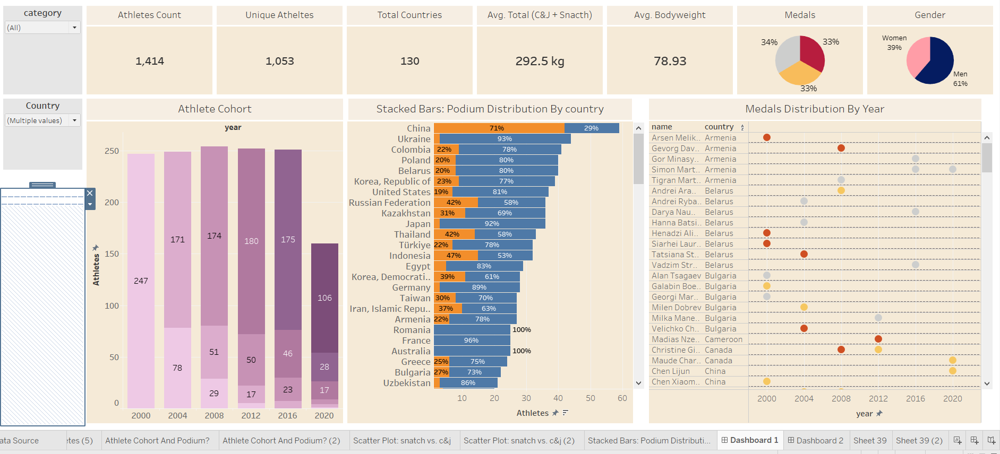 category
(All)
Athletes Count
1,414
Unique Atheltes
1,053
Total Countries
130
Avg. Total (C&J + Snacth)
292.5 kg
Avg. Bodyweight
78.93
Medals
34%
33%
33%
Gender
Women
39%
Men
61%
Country
(Multiple values)
Athlete Cohort
year
Athletes
250
200
150
100
50
0
247
171
78
174
51
29
180
50
17
175
46
23
106
28
17
2000
2004
2008
2012
2016
2020
Stacked Bars: Podium Distribution By country
China 71% 29%
Ukraine 93%
Colombia 22% 78%
Poland 20% 80%
Belarus 20% 80%
Korea, Republic of 23% 77%
United States 19% 81%
Russian Federation 42% 58%
Kazakhstan 31% 69%
Japan 92%
Thailand 42% 58%
Türkiye 22% 78%
Indonesia 47% 53%
Egypt 83%
Korea, Democrati.. 39% 61%
Germany 89%
Taiwan 30% 70%
Iran, Islamic Repu.. 37% 63%
Armenia 22% 78%
Romania 100%
France 96%
Australia 100%
Greece 25% 75%
Bulgaria 27% 73%
Uzbekistan 86%
10 20 30 40 50 60
Athletes
Medals Distribution By Year
name country
Arsen Melik.. Armenia
Gevorg Dav.. Armenia
Gor Minasy.. Armenia
Simon Mart.. Armenia
Tigran Mart.. Armenia
Andrei Ara.. Belarus
Andrei Ryba.. Belarus
Darya Nau.. Belarus
Hanna Batsi.. Belarus
Henadzi Ali.. Belarus
Siarhei Laur.. Belarus
Tatsiana St.. Belarus
Vadzim Str.. Belarus
Alan Tsagaev Bulgaria
Galabin Boe.. Bulgaria
Georgi Mar.. Bulgaria
Milen Dobrev Bulgaria
Milka Mane.. Bulgaria
Velichko Ch.. Bulgaria
Madias Nze.. Cameroon
Christine Gi.. Canada
Maude Char.. Canada
Chen Lijun China
Chen Xiaom.. China
2000 2004 2008 2012 2016 2020
year
ata Source
etes (5)
Athlete Cohort And Podium?
Athlete Cohort And Podium? (2)
Scatter Plot: snatch vs. c&j
Scatter Plot: snatch vs. c&j (2)
Stacked Bars: Podium Distributi...
Dashboard 1
Dashboard 2
Sheet 39
Sheet 39 (2)